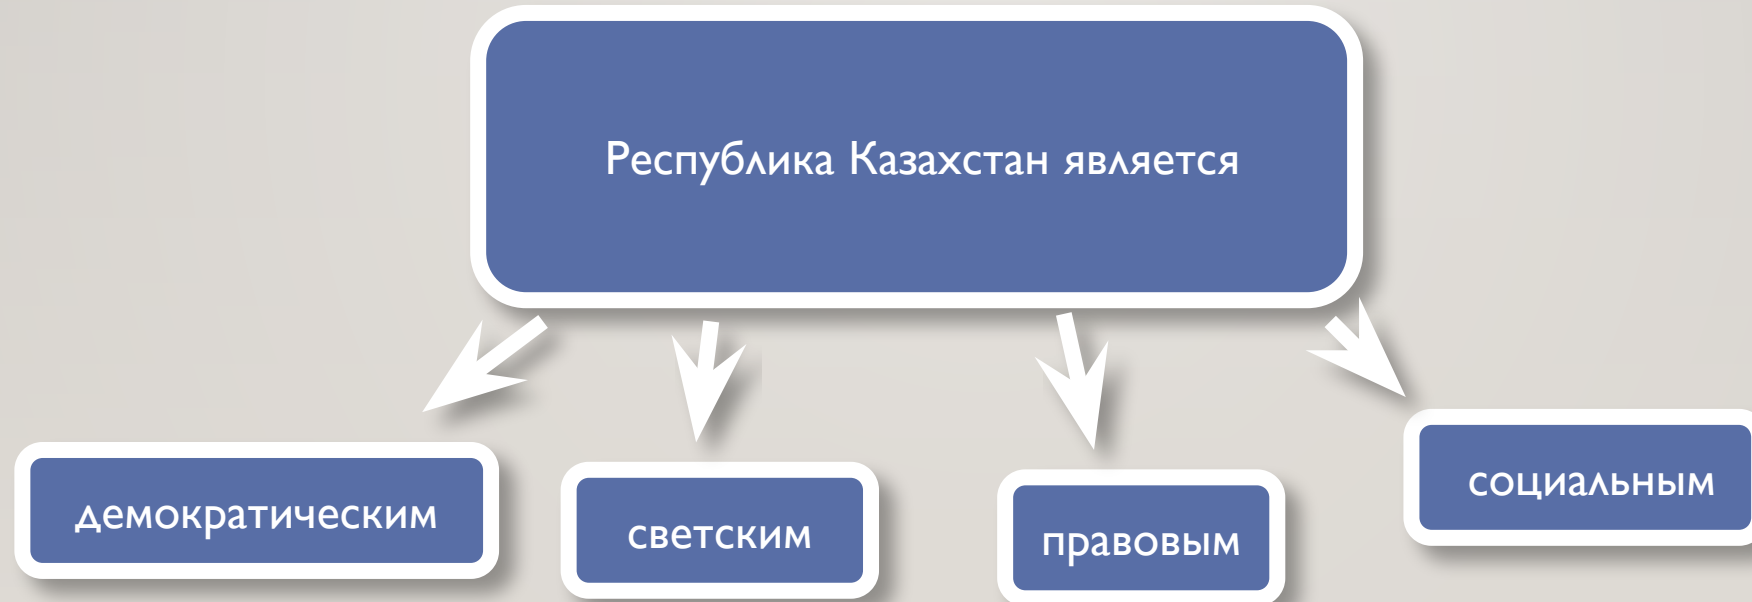 Республика Казахстан является
демократическим
светским
правовым
социальным